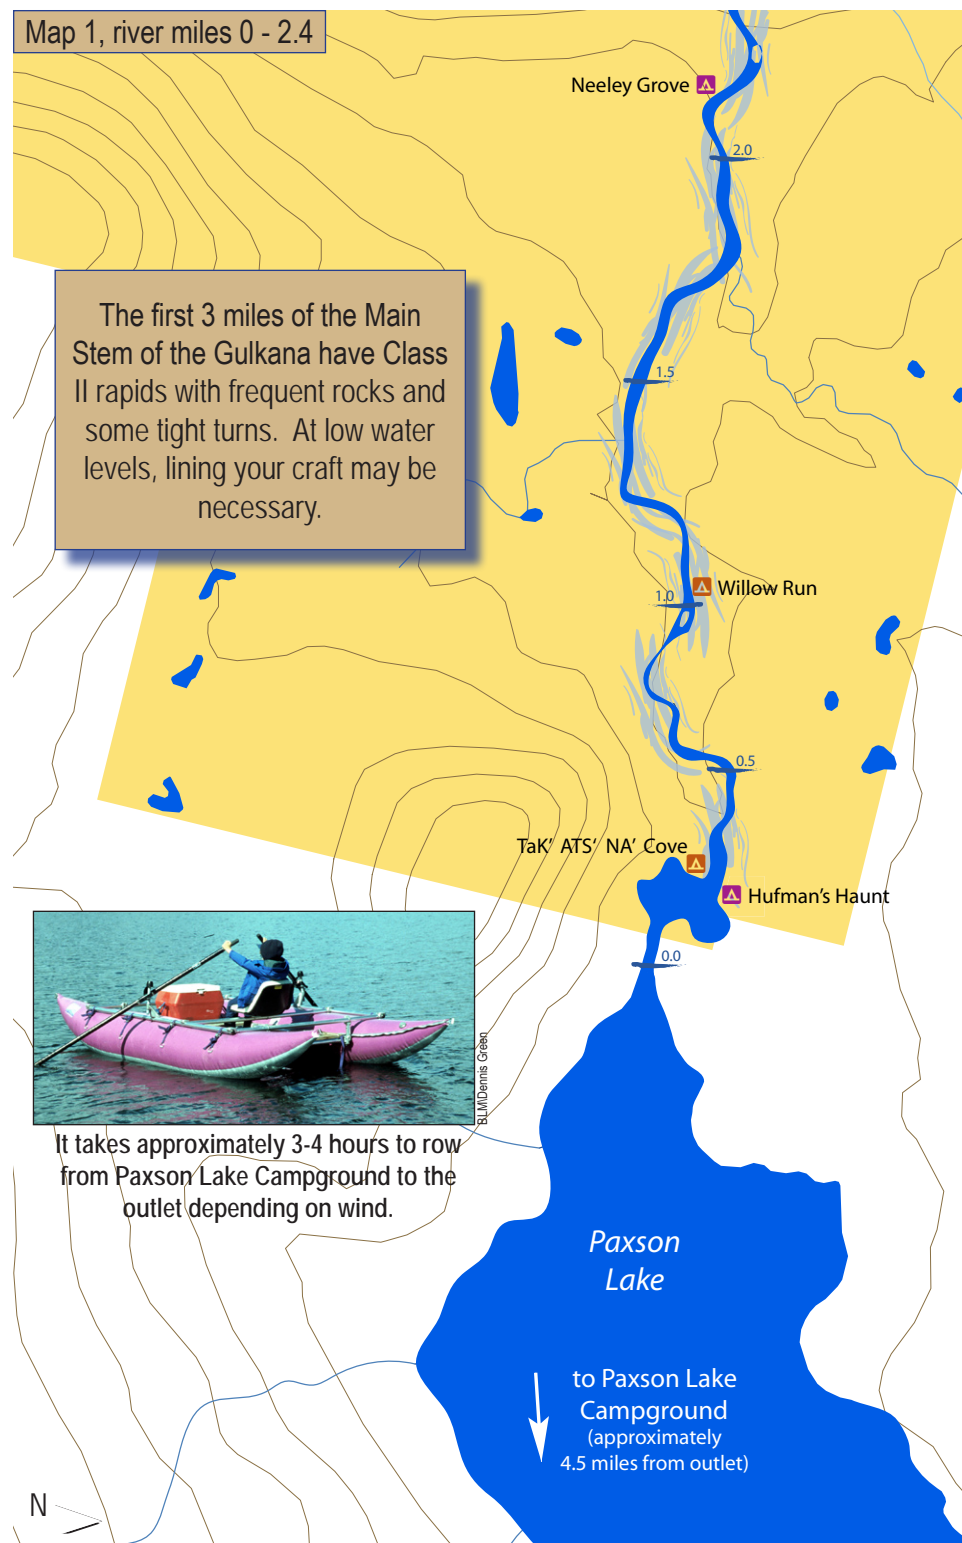 Map 1, river miles 0 - 2.4
Neeley Grove
2.0
The first 3 miles of the Main
Stem of the Gulkana have Class
II rapids with frequent rocks and
some tight turns.  At low water
levels, lining your craft may be
necessary.
1.5
Willow Run
1.0
0.5
TaK’ ATS‘ NA’ Cove
Hufman's Haunt
0.0
BLM\Dennis Green
It takes approximately 3-4 hours to row
from Paxson Lake Campground to the
outlet depending on wind.
Paxson
Lake
to Paxson Lake
Campground
(approximately
4.5 miles from outlet)
N